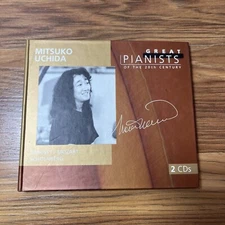 MITSUKO
UCHIDA
GREAT
PIANISTS
OF THE 20TH CENTURY
2 CDs